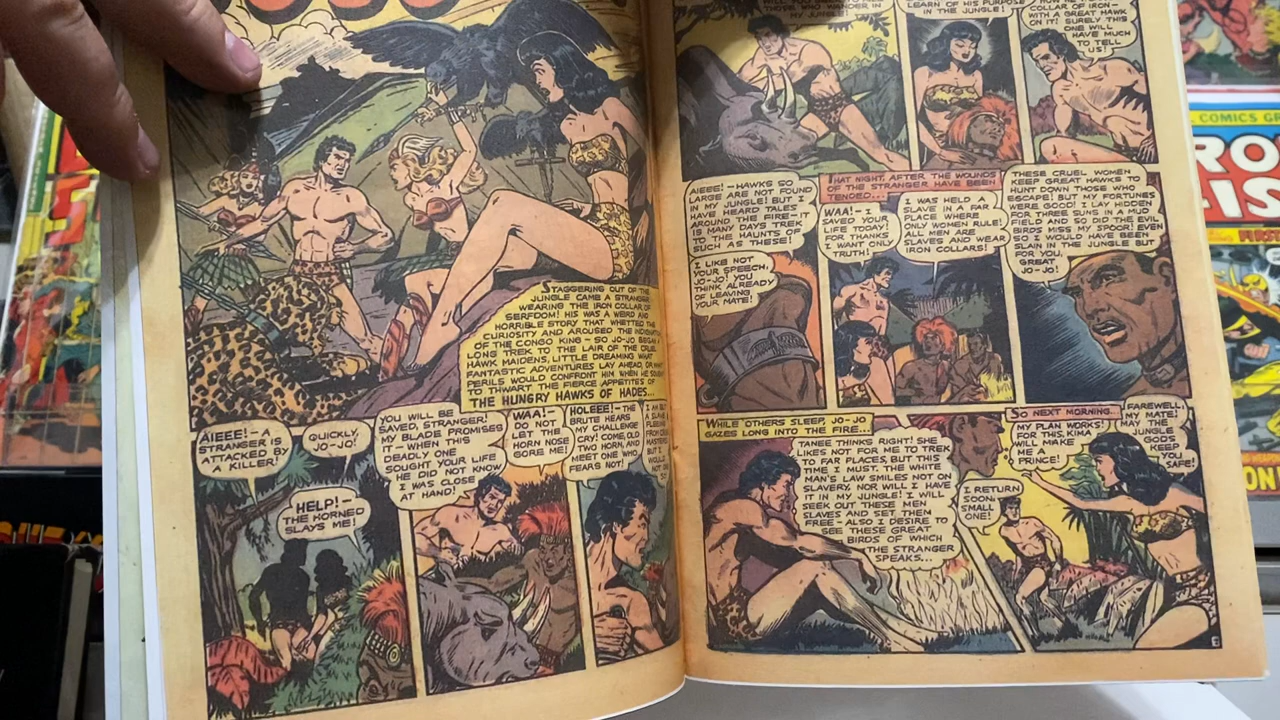 STAGGERING OUT OF THE
JUNGLE CAME A STRANGER
WEARING THE IRON COLLAR OF
SERFDOM! HIS WAS A WEIRD AND
HORRIBLE STORY THAT WHETTED THE
CURIOSITY AND AROUSED THE
OF THE CONGO KING - SO JO-JO BEGAN A
LONG TREK TO THE LAIR OF THE CRUEL
HAWK MAIDENS, LITTLE DREAMING WHAT
FANTASTIC ADVENTURES LAY AHEAD, OR WHAT
PERILS WOULD CONFRONT HIM WHEN HE SOUGHT
TO THWART THE FIERCE APPETITES OF
THE HUNGRY HAWKS OF HADES...
AIEEE! - A
STRANGER IS
ATTACKED BY
A KILLER!
QUICKLY,
JO-JO!
HELP! -
THE HORNED
SLAYS ME!
YOU WILL BE
SAVED, STRANGER!
MY BLADE PROMISES
IT - WHEN THIS
DEADLY ONE
SOUGHT YOUR LIFE
HE DID NOT KNOW
I WAS CLOSE
AT HAND!
WAA! -
DO NOT
LET THE
HORN NOSE
GORE ME!
HOLEEE! - THE
BRUTE HEARS
MY CHALLENGE
CRY! COME, OLD
TWO HORN, AND
MEET ONE WHO
FEARS NOT!
THOSE WHO WANDER IN
MY JUNGLE!
LEARN OF HIS PURPOSE
IN THE JUNGLE!
COLLAR OF IRON -
WITH A GREAT HAWK
ON IT! SURELY THIS
ONE WILL
HAVE MUCH
TO TELL
US!
AIEEE! - HAWKS SO
LARGE ARE NOT FOUND
IN MY JUNGLE! BUT I
HAVE HEARD TALES
AROUND THE FIRE - IT
IS MANY DAYS TREK
TO THE HAUNTS OF
SUCH AS THESE!
I LIKE NOT
YOUR SPEECH,
JO-JO! YOU
THINK ALREADY
OF LEAVING
YOUR MATE!
THAT NIGHT, AFTER THE WOUNDS
OF THE STRANGER HAVE BEEN
TENDED...
WAA! - I
SAVED YOUR
LIFE TODAY!
FOR THANKS
I WANT ONLY
TRUTH!
I WAS HELD A
SLAVE IN A FAR
PLACE WHERE
ONLY WOMEN RULE!
ALL MEN ARE
SLAVES AND WEAR
IRON COLLARS!
THESE CRUEL WOMEN
KEEP GREAT HAWKS TO
HUNT DOWN THOSE WHO
ESCAPE! BUT MY FORTUNES
WERE GOOD! I LAY HIDDEN
FOR THREE SUNS IN A MUD
FIELD AND SO DID THE EVIL
BIRDS MISS MY SPOOR! EVEN
SO I WOULD HAVE BEEN
SLAIN IN THE JUNGLE BUT
FOR YOU,
GREAT
JO-JO!
WHILE OTHERS SLEEP, JO-JO
GAZES LONG INTO THE FIRE...
TANEE THINKS RIGHT! SHE
LIKES NOT FOR ME TO TREK
TO FAR PLACES, BUT THIS
TIME I MUST. THE WHITE
MAN'S LAW SMILES NOT ON
SLAVERY, NOR WILL I HAVE
IT IN MY JUNGLE! I WILL
SEEK OUT THESE MEN
SLAVES AND SET THEM
FREE - ALSO I DESIRE TO
SEE THESE GREAT
BIRDS OF WHICH
THE STRANGER
SPEAKS...
SO NEXT MORNING...
MY PLAN WORKS!
FOR THIS, KIMA
WILL MAKE
ME A
PRINCE!
FAREWELL,
MY MATE!
MAY THE
JUNGLE
GODS
KEEP
YOU
SAFE!
I RETURN
SOON,
SMALL
ONE!
COMICS